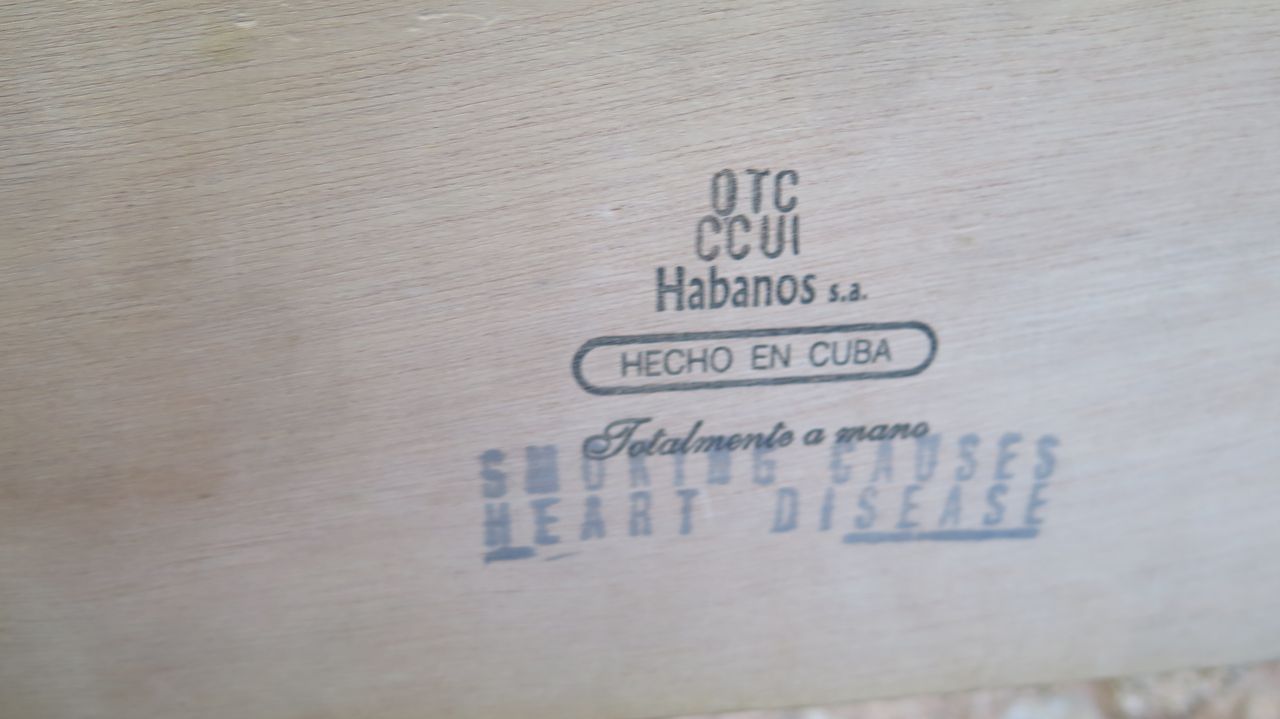 OTC
CCUI
Habanos s.a.
HECHO EN CUBA
Totalmente a mano
SMOKING CAUSES
HEART DISEASE